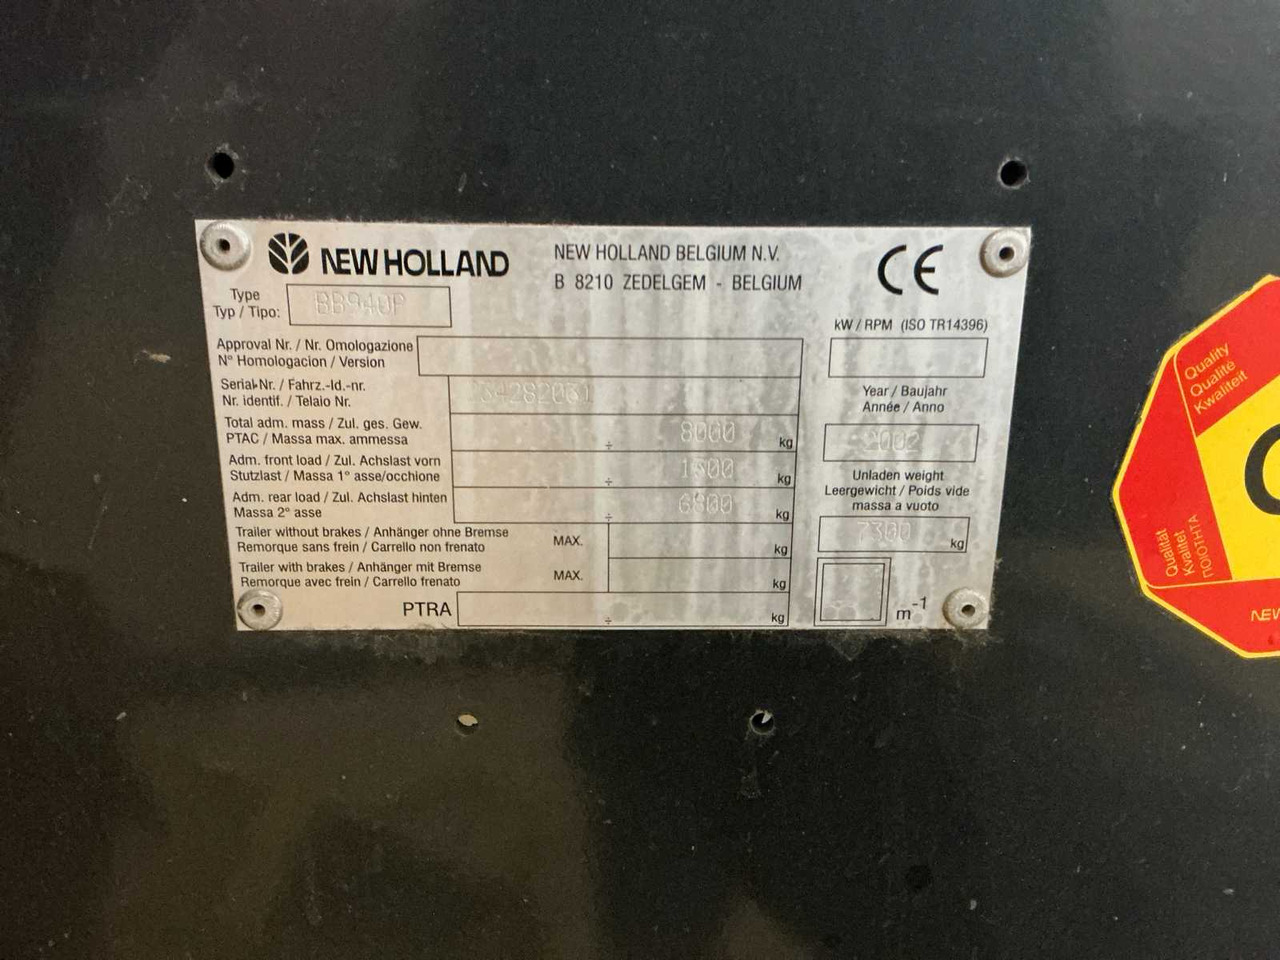 NEW HOLLAND
NEW HOLLAND BELGIUM N.V.
B 8210 ZEDELGEM - BELGIUM
CE
Type
Typ / Tipo:
BB940P
kW / RPM (ISO TR14396)
Approval Nr. / Nr. Omologazione
N° Homologacion / Version
Serial-Nr. / Fahrz.-Id.-nr.
Nr. identif. / Telaio Nr.
Year / Baujahr
Année / Anno
2002
Total adm. mass / Zul. ges. Gew.
PTAC / Massa max. ammessa
÷ 8000 kg
Adm. front load / Zul. Achslast vorn
Stutzlast / Massa 1° asse/occhione
÷ 1500 kg
Unladen weight
Leergewicht / Poids vide
massa a vuoto
7300 kg
Adm. rear load / Zul. Achslast hinten
Massa 2° asse
÷ 6800 kg
Trailer without brakes / Anhänger ohne Bremse
Remorque sans frein / Carrello non frenato
MAX. kg
Trailer with brakes / Anhänger mit Bremse
Remorque avec frein / Carrello frenato
MAX. kg
PTRA ÷ kg
m-1
Quality
Qualité
Kwaliteit
Qualität
Kvalitet
ΠΟΙΟΤΗΤΑ
NEW